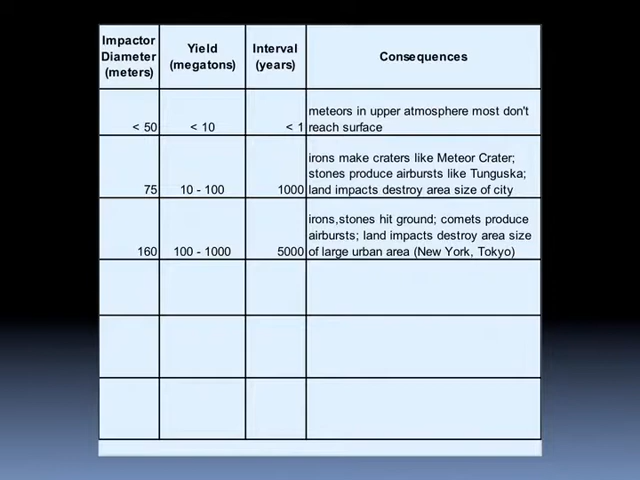 Impactor
Diameter
(meters)
Yield
(megatons)
Interval
(years)
Consequences
< 50
< 10
< 1
meteors in upper atmosphere most don't
reach surface
75
10 - 100
1000
irons make craters like Meteor Crater;
stones produce airbursts like Tunguska;
land impacts destroy area size of city
160
100 - 1000
5000
irons,stones hit ground; comets produce
airbursts; land impacts destroy area size
of large urban area (New York, Tokyo)